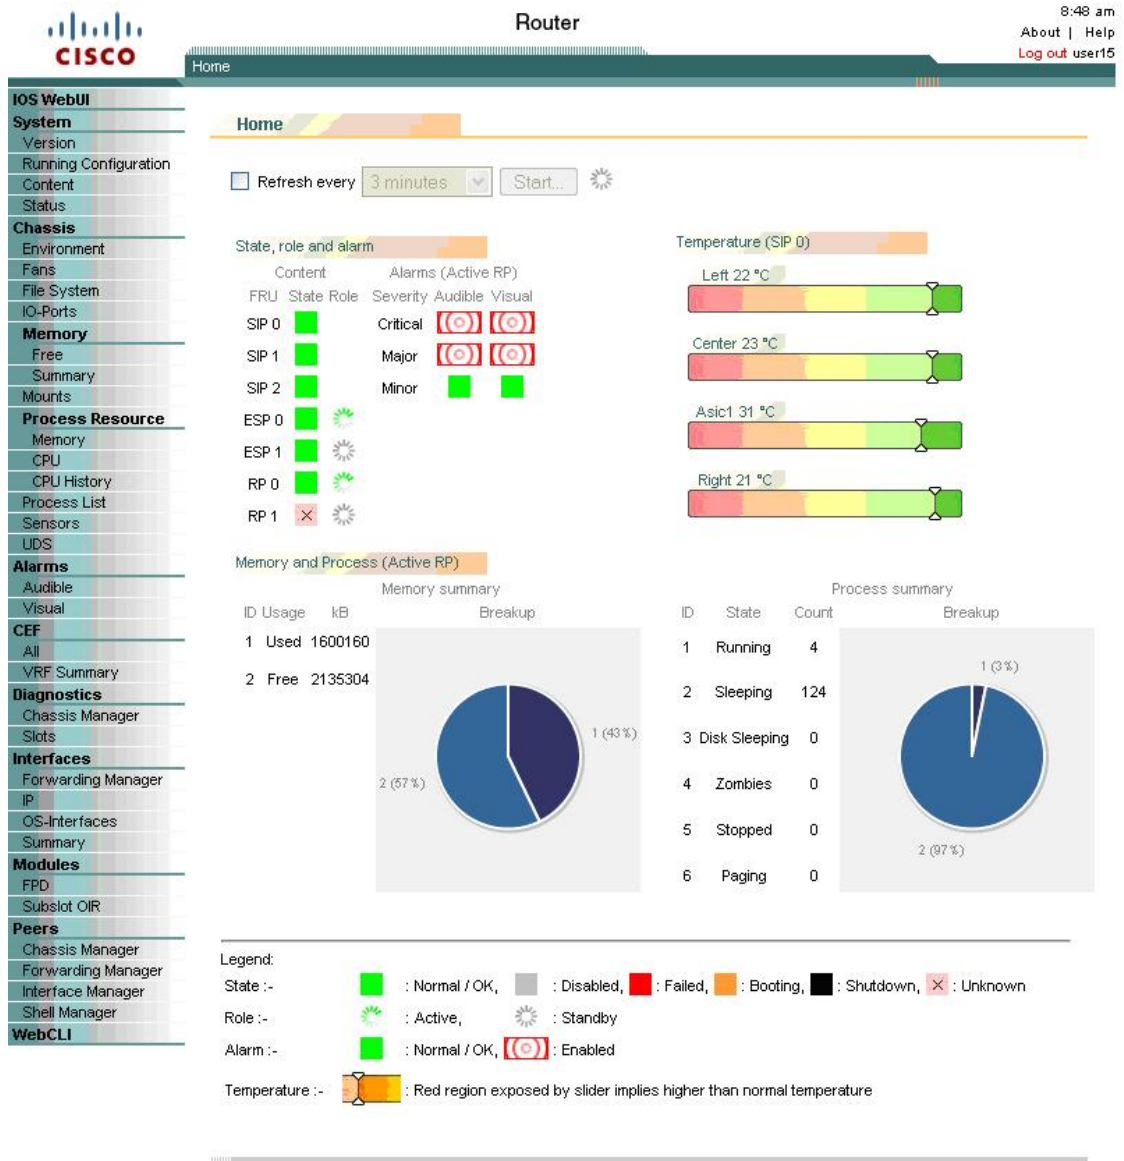 CISCO
Router
8:48 am
About | Help
Log out user15
Home
IOS WebUI
System
Version
Running Configuration
Content
Status
Chassis
Environment
Fans
File System
IO-Ports
Memory
Free
Summary
Mounts
Process Resource
Memory
CPU
CPU History
Process List
Sensors
UDS
Alarms
Audible
Visual
CEF
All
VRF Summary
Diagnostics
Chassis Manager
Slots
Interfaces
Forwarding Manager
IP
OS-Interfaces
Summary
Modules
FPD
Subslot OIR
Peers
Chassis Manager
Forwarding Manager
Interface Manager
Shell Manager
WebCLI
Home
Refresh every 3 minutes Start...
State, role and alarm
Content Alarms (Active RP)
FRU State Role Severity Audible Visual
SIP 0 Critical
SIP 1 Major
SIP 2 Minor
ESP 0
ESP 1
RP 0
RP 1
Temperature (SIP 0)
Left 22 °C
Center 23 °C
Asic1 31 °C
Right 21 °C
Memory and Process (Active RP)
Memory summary
ID Usage kB Breakup
1 Used 1600160
2 Free 2135304
1 (43%)
2 (57%)
Process summary
ID State Count Breakup
1 Running 4
2 Sleeping 124
3 Disk Sleeping 0
4 Zombies 0
5 Stopped 0
6 Paging 0
1 (3%)
2 (97%)
Legend:
State :- : Normal / OK, : Disabled, : Failed, : Booting, : Shutdown, : Unknown
Role :- : Active, : Standby
Alarm :- : Normal / OK, : Enabled
Temperature :- : Red region exposed by slider implies higher than normal temperature